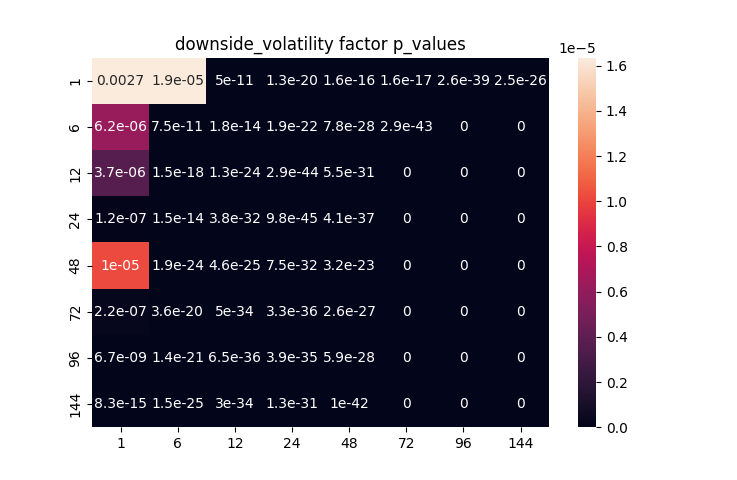 downside_volatility factor p_values
1e−5
1 0.0027 1.9e-05 5e-11 1.3e-20 1.6e-16 1.6e-17 2.6e-39 2.5e-26
6 6.2e-06 7.5e-11 1.8e-14 1.9e-22 7.8e-28 2.9e-43 0 0
12 3.7e-06 1.5e-18 1.3e-24 2.9e-44 5.5e-31 0 0 0
24 1.2e-07 1.5e-14 3.8e-32 9.8e-45 4.1e-37 0 0 0
48 1e-05 1.9e-24 4.6e-25 7.5e-32 3.2e-23 0 0 0
72 2.2e-07 3.6e-20 5e-34 3.3e-36 2.6e-27 0 0 0
96 6.7e-09 1.4e-21 6.5e-36 3.9e-35 5.9e-28 0 0 0
144 8.3e-15 1.5e-25 3e-34 1.3e-31 1e-42 0 0 0
1 6 12 24 48 72 96 144
1.6
1.4
1.2
1.0
0.8
0.6
0.4
0.2
0.0